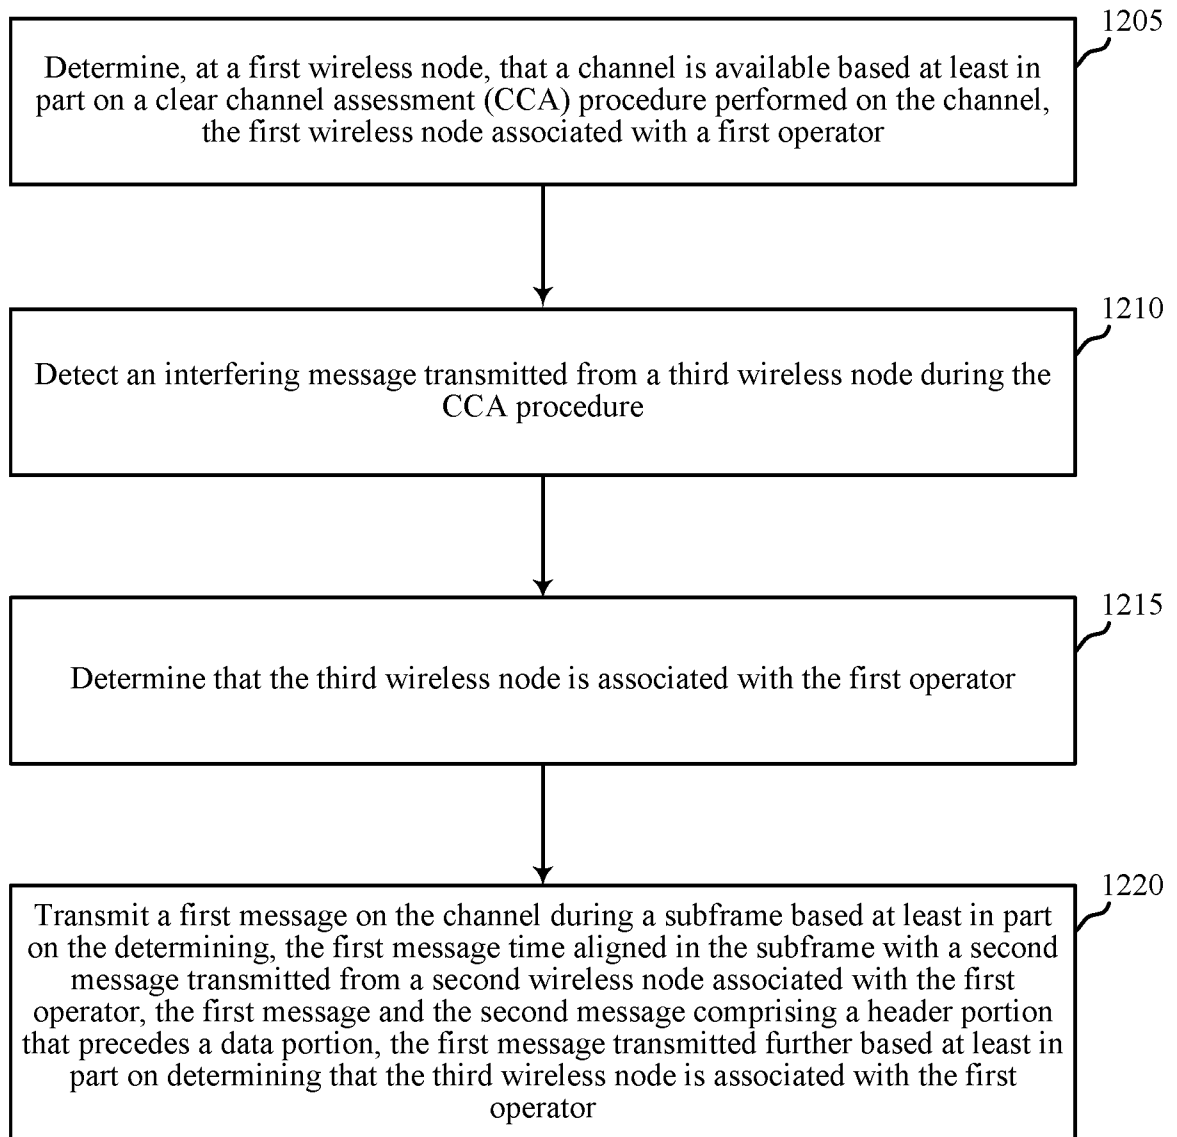 1205
Determine, at a first wireless node, that a channel is available based at least in
part on a clear channel assessment (CCA) procedure performed on the channel,
the first wireless node associated with a first operator
1210
Detect an interfering message transmitted from a third wireless node during the
CCA procedure
1215
Determine that the third wireless node is associated with the first operator
1220
Transmit a first message on the channel during a subframe based at least in part
on the determining, the first message time aligned in the subframe with a second
message transmitted from a second wireless node associated with the first
operator, the first message and the second message comprising a header portion
that precedes a data portion, the first message transmitted further based at least in
part on determining that the third wireless node is associated with the first
operator